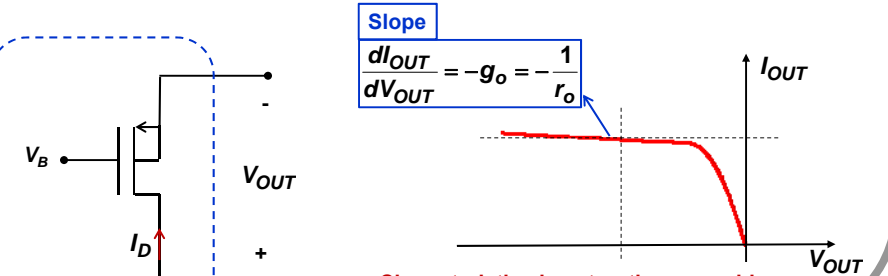 Slope
dI_OUT / dV_OUT = -g_o = - 1 / r_o
I_OUT
-
V_B
V_OUT
I_D
+
V_OUT